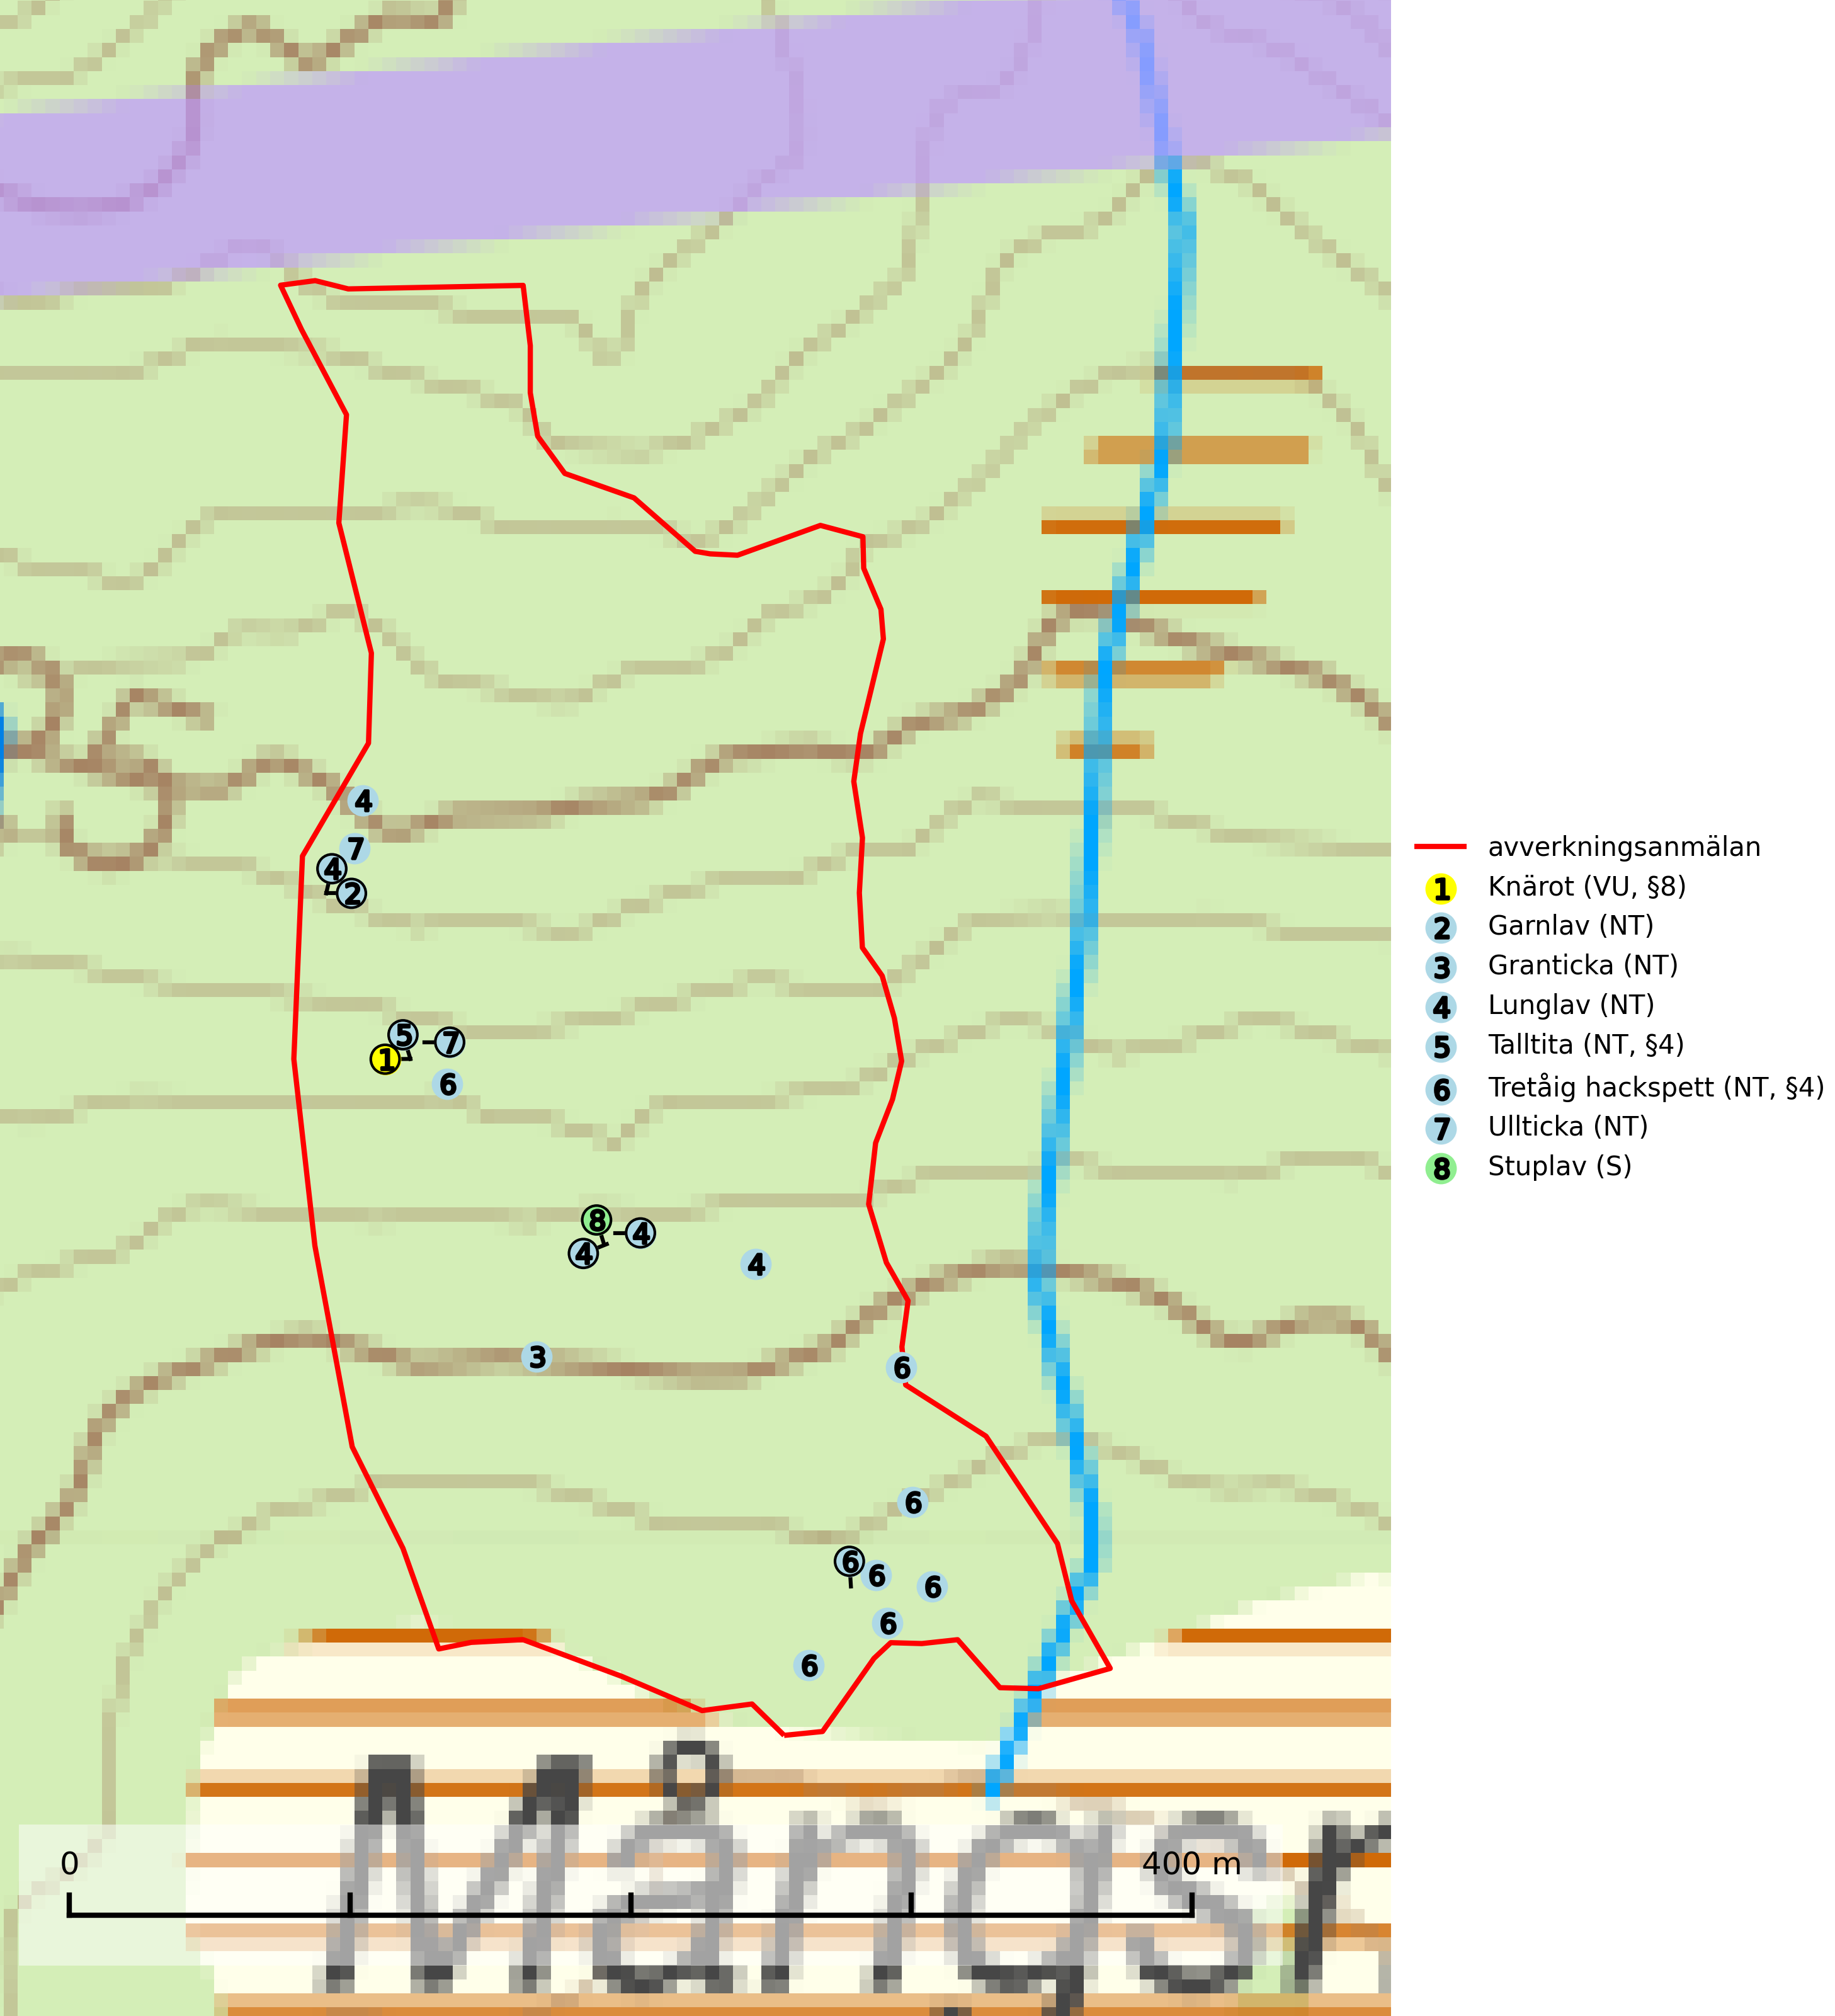 4
7
4
2
5
7
1
6
8
4
4
4
3
6
6
6
6
6
6
6
avverkningsanmälan
1 Knärot (VU, §8)
2 Garnlav (NT)
3 Granticka (NT)
4 Lunglav (NT)
5 Talltita (NT, §4)
6 Tretåig hackspett (NT, §4)
7 Ullticka (NT)
8 Stuplav (S)
Mångsr
0 400 m